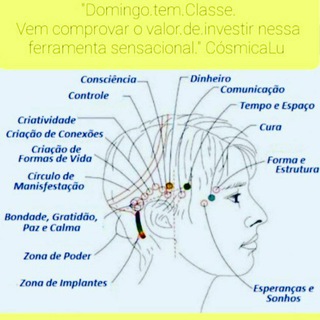 "Domingo.tem.Classe.
Vem comprovar o valor.de.investir nessa
ferramenta sensacional." CósmicaLu
Consciência
Dinheiro
Controle
Comunicação
Tempo e Espaço
Criatividade
Cura
Criação de Conexões
Criação de
Formas de Vida
Forma e
Estrutura
Círculo de
Manisfestação
Bondade, Gratidão,
Paz e Calma
Zona de Poder
Zona de Implantes
Esperanças e
Sonhos